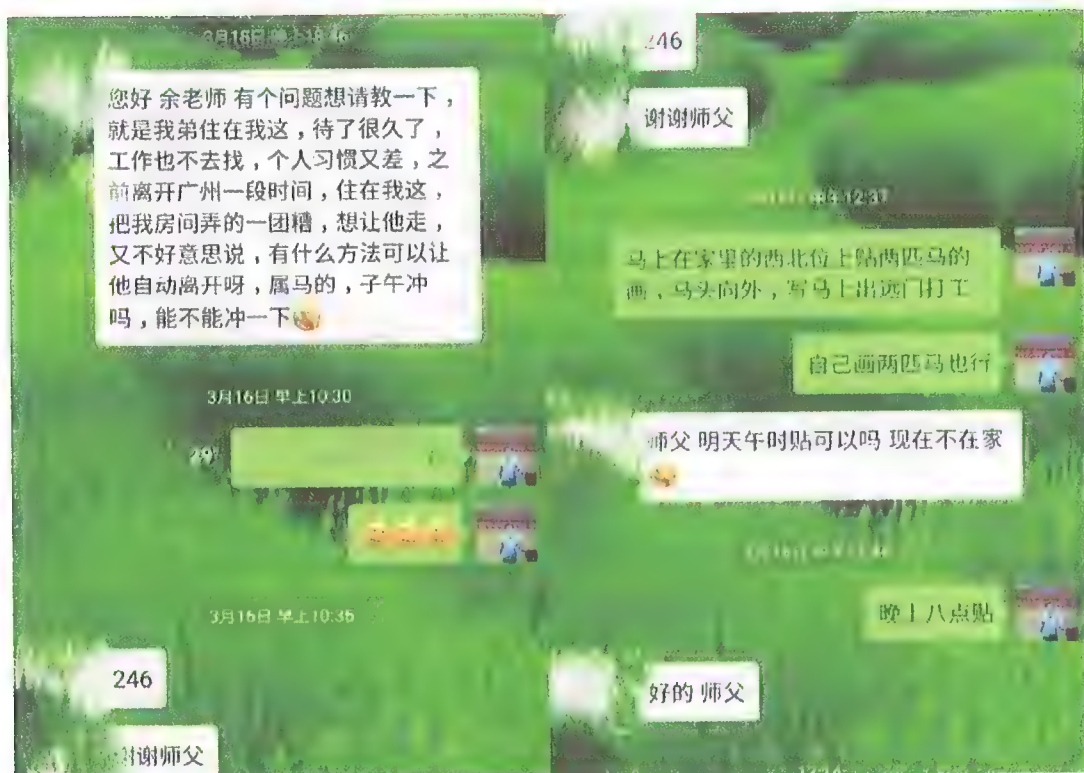 您好 余老师 有个问题想请教一下，
就是我弟住在我这，待了很久了，
工作也不去找，个人习惯又差，之
前离开广州一段时间，住在我这，
把我房问弄的一团糟，想让他走，
又不好意思说，有什么方法可以让
他自动离开呀，属马的，子午冲
吗，能不能冲一下
3月16日 早上10:30
3月16日 早上10:36
246
谢师父
246
谢谢师父
马上在家里的西北位上贴两匹马的
画，马头向外，写马上出远门打工
自己画两匹马也行
师父 明天午时贴可以吗 现在不在家
晚上八点贴
好的 师父